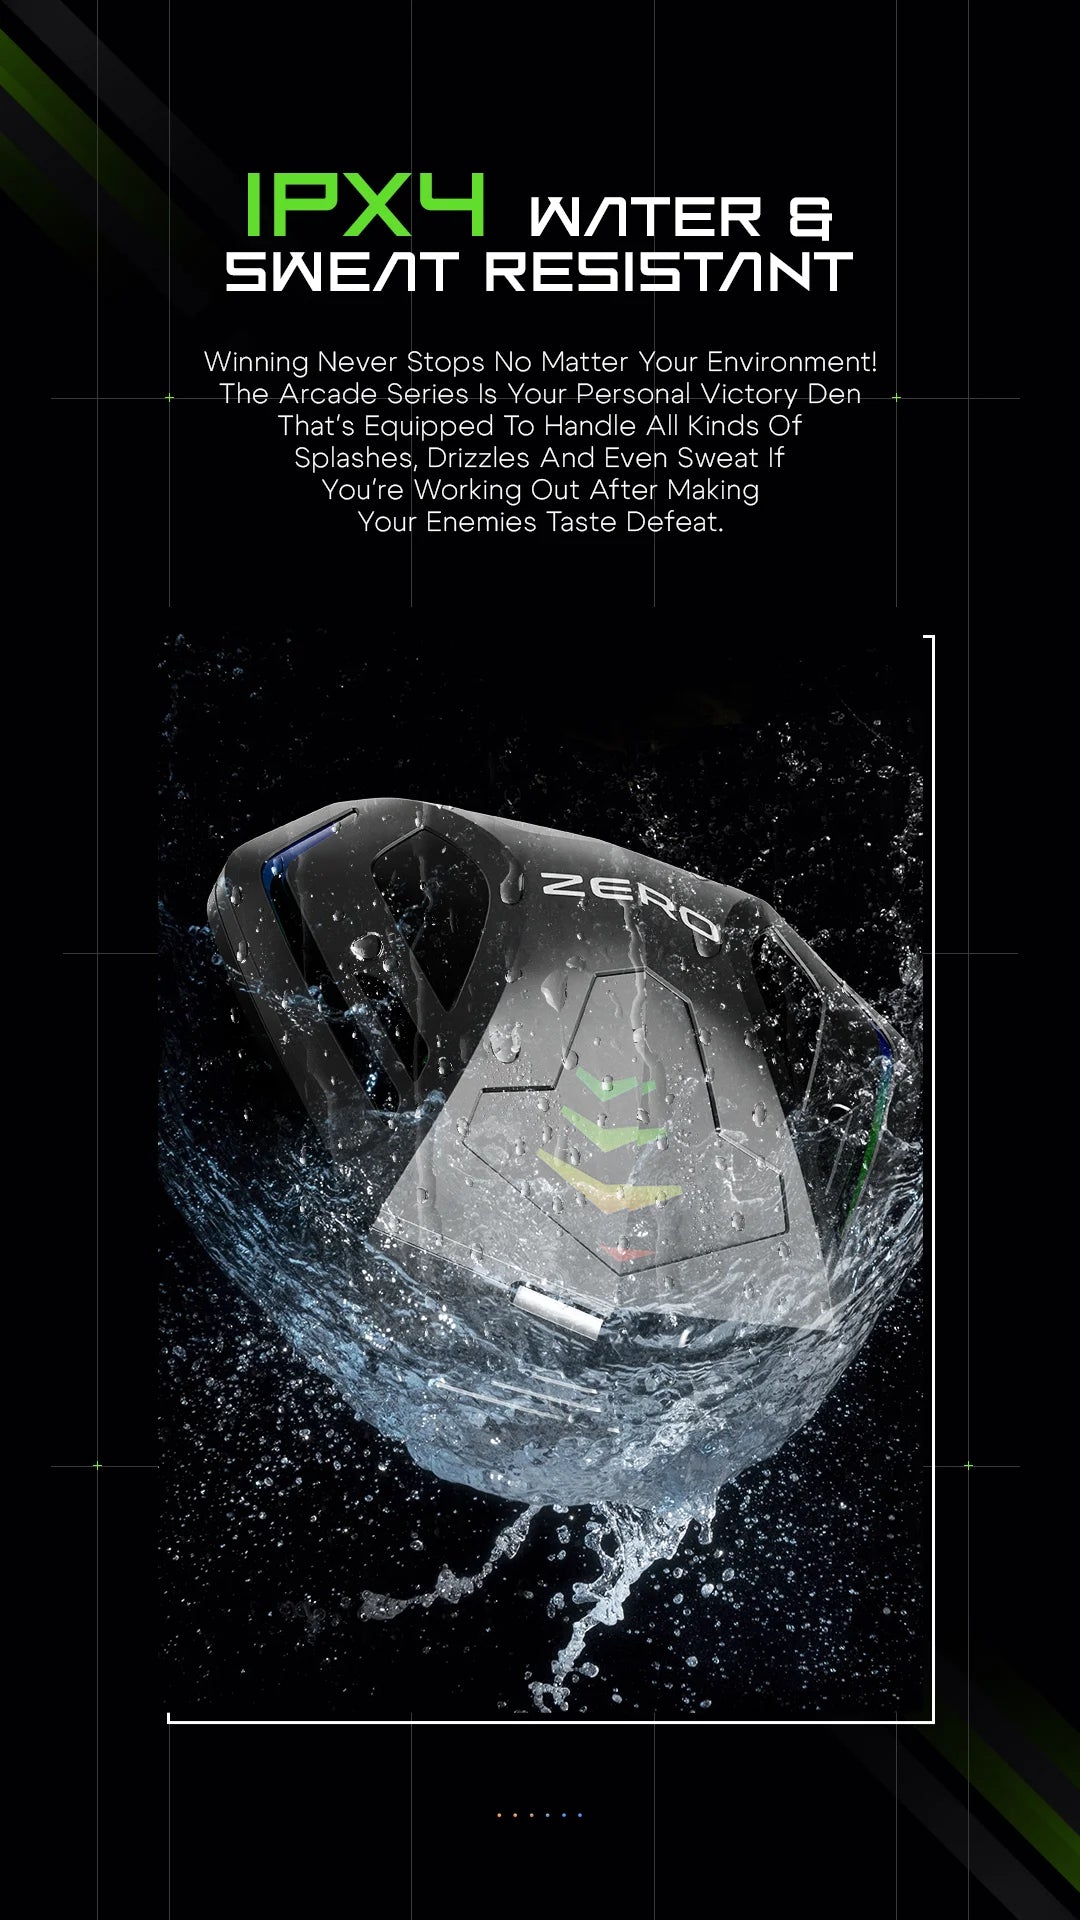 IPX4 WATER &
SWEAT RESISTANT
Winning Never Stops No Matter Your Environment!
The Arcade Series Is Your Personal Victory Den
That's Equipped To Handle All Kinds Of
Splashes, Drizzles And Even Sweat If
You're Working Out After Making
Your Enemies Taste Defeat.
ZERO